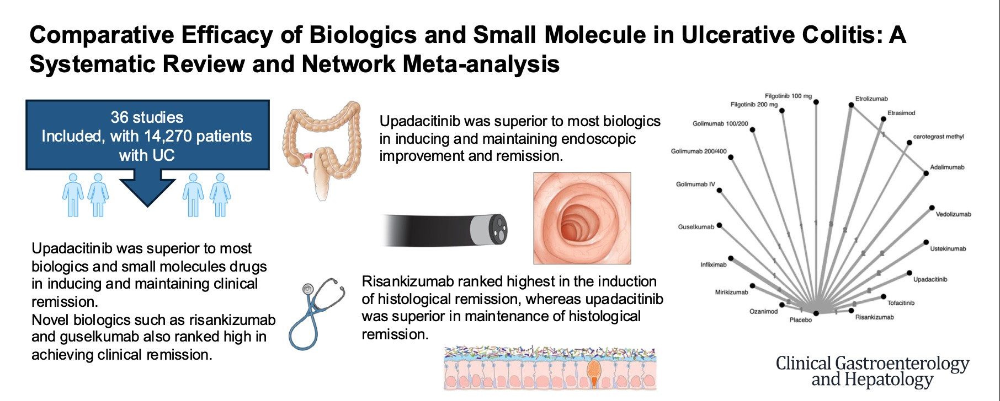 Comparative Efficacy of Biologics and Small Molecule in Ulcerative Colitis: A
Systematic Review and Network Meta-analysis
36 studies
Included, with 14,270 patients
with UC
Upadacitinib was superior to most
biologics and small molecules drugs
in inducing and maintaining clinical
remission.
Novel biologics such as risankizumab
and guselkumab also ranked high in
achieving clinical remission.
Upadacitinib was superior to most biologics
in inducing and maintaining endoscopic
improvement and remission.
Risankizumab ranked highest in the induction
of histological remission, whereas upadacitinib
was superior in maintenance of histological
remission.
Filgotinib 100 mg
Filgotinib 200 mg
Golimumab 100/200
Golimumab 200/400
Golimumab IV
Guselkumab
Infliximab
Mirikizumab
Ozanimod
Placebo
Etrolizumab
Etrasimod
carotegrast methyl
Adalimumab
Vedolizumab
Ustekinumab
Upadacitinib
Tofacitinib
Risankizumab
Clinical Gastroenterology
and Hepatology